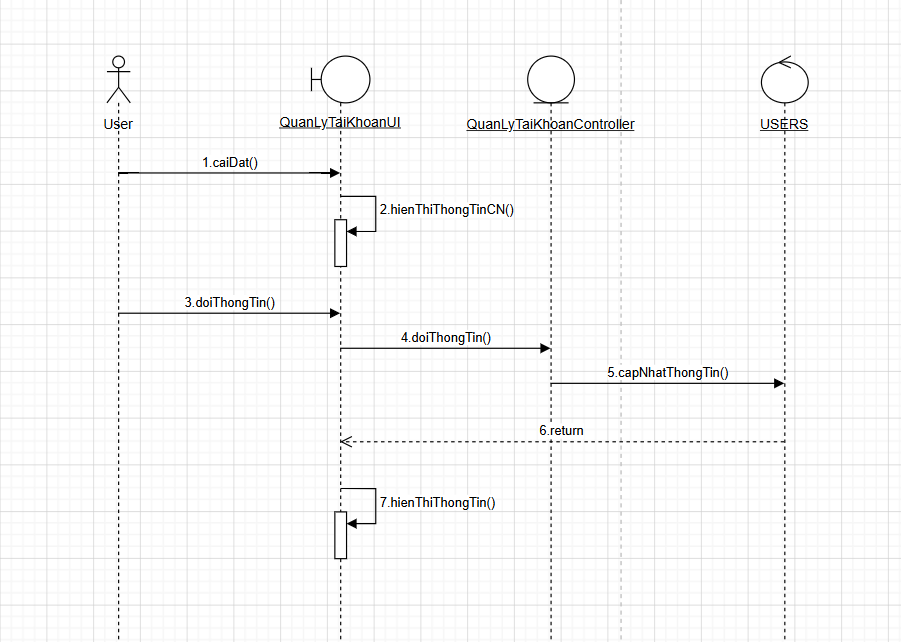 User
QuanLyTaiKhoanUI
QuanLyTaiKhoanController
USERS
1.caiDat()
2.hienThiThongTinCN()
3.doiThongTin()
4.doiThongTin()
5.capNhatThongTin()
6.return
7.hienThiThongTin()